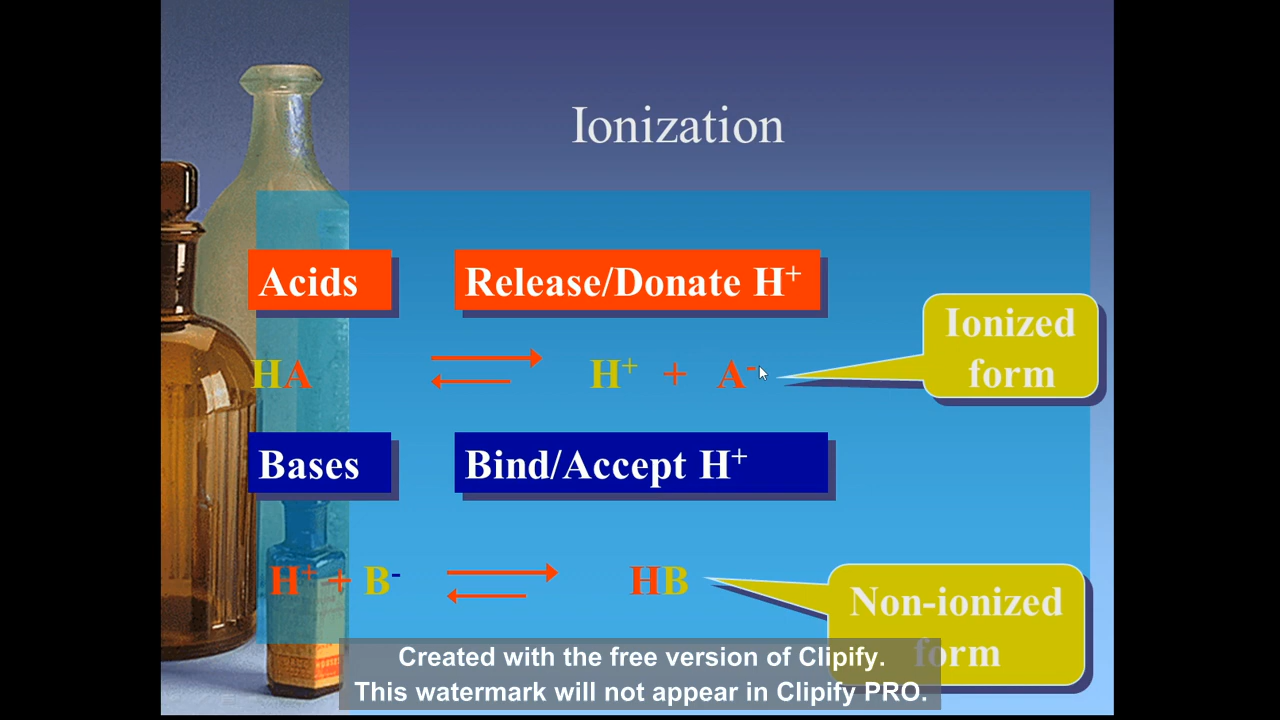 Ionization
Acids
Release/Donate H⁺
Ionized
form
HA
H⁺ + A⁻
Bases
Bind/Accept H⁺
H⁺ + B⁻
HB
Non-ionized
form
Created with the free version of Clipify.
This watermark will not appear in Clipify PRO.